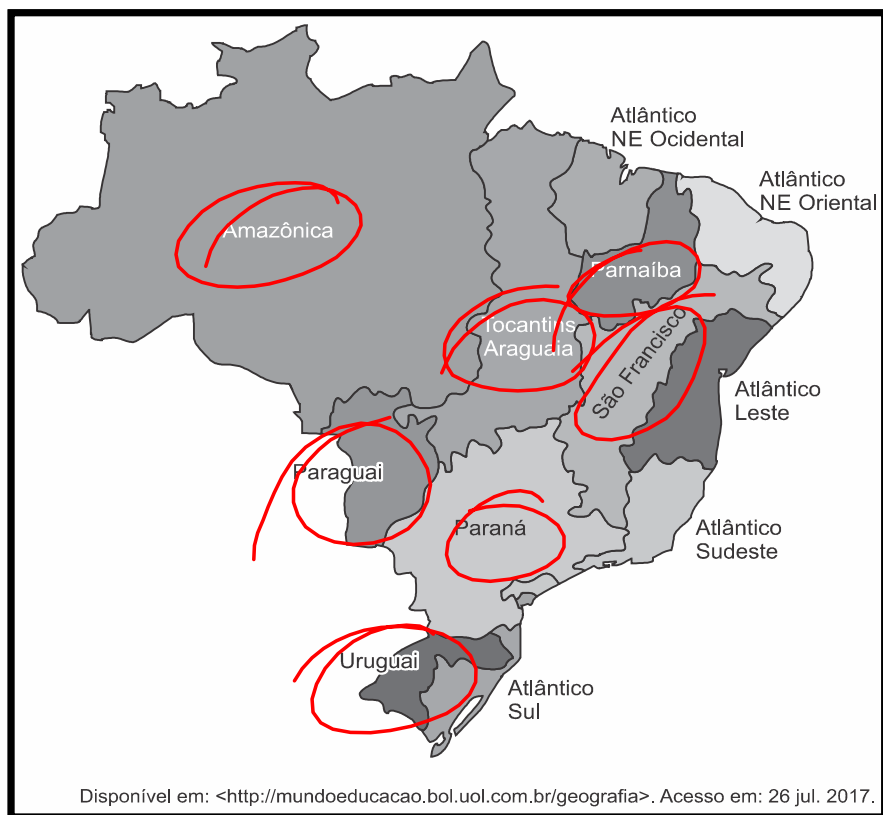 Atlântico
NE Ocidental
Atlântico
NE Oriental
Amazônica
Parnaíba
Tocantins
Araguaia
São Francisco
Atlântico
Leste
Paraguai
Paraná
Atlântico
Sudeste
Uruguai
Atlântico
Sul
Disponível em: <http://mundoeducacao.bol.uol.com.br/geografia>. Acesso em: 26 jul. 2017.